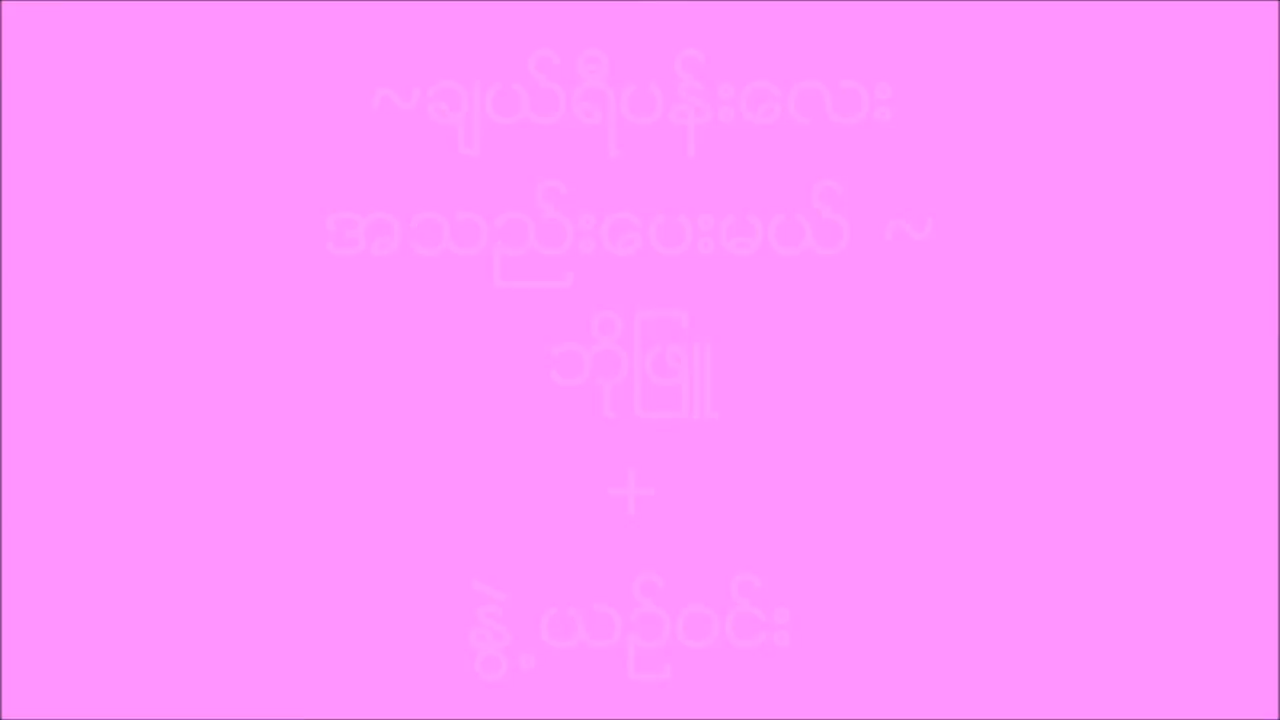 ~ချယ်ရီပန်းလေး
အသည်းပေးမယ် ~
ဘိုဖြူ
+
နွဲ့ယဉ်ဝင်း